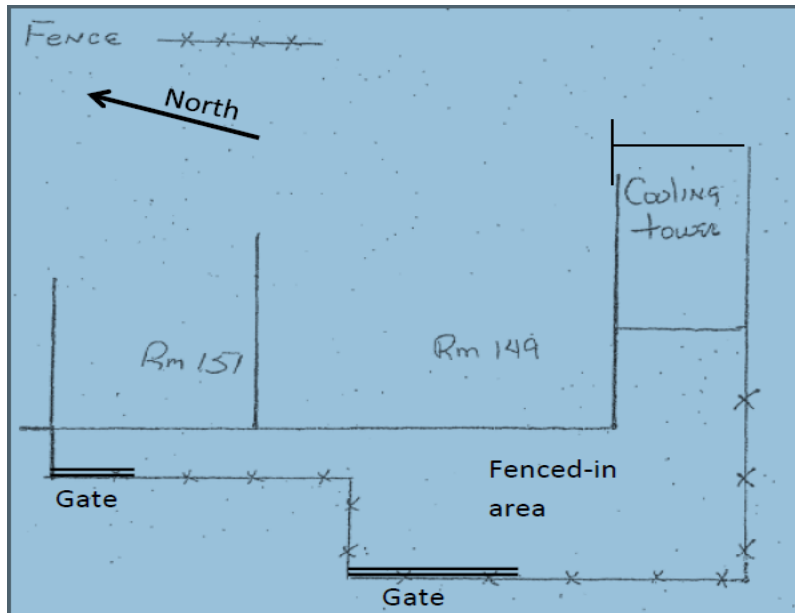 FENCE
North
Cooling
tower
Rm 151
Rm 149
Fenced-in
area
Gate
Gate